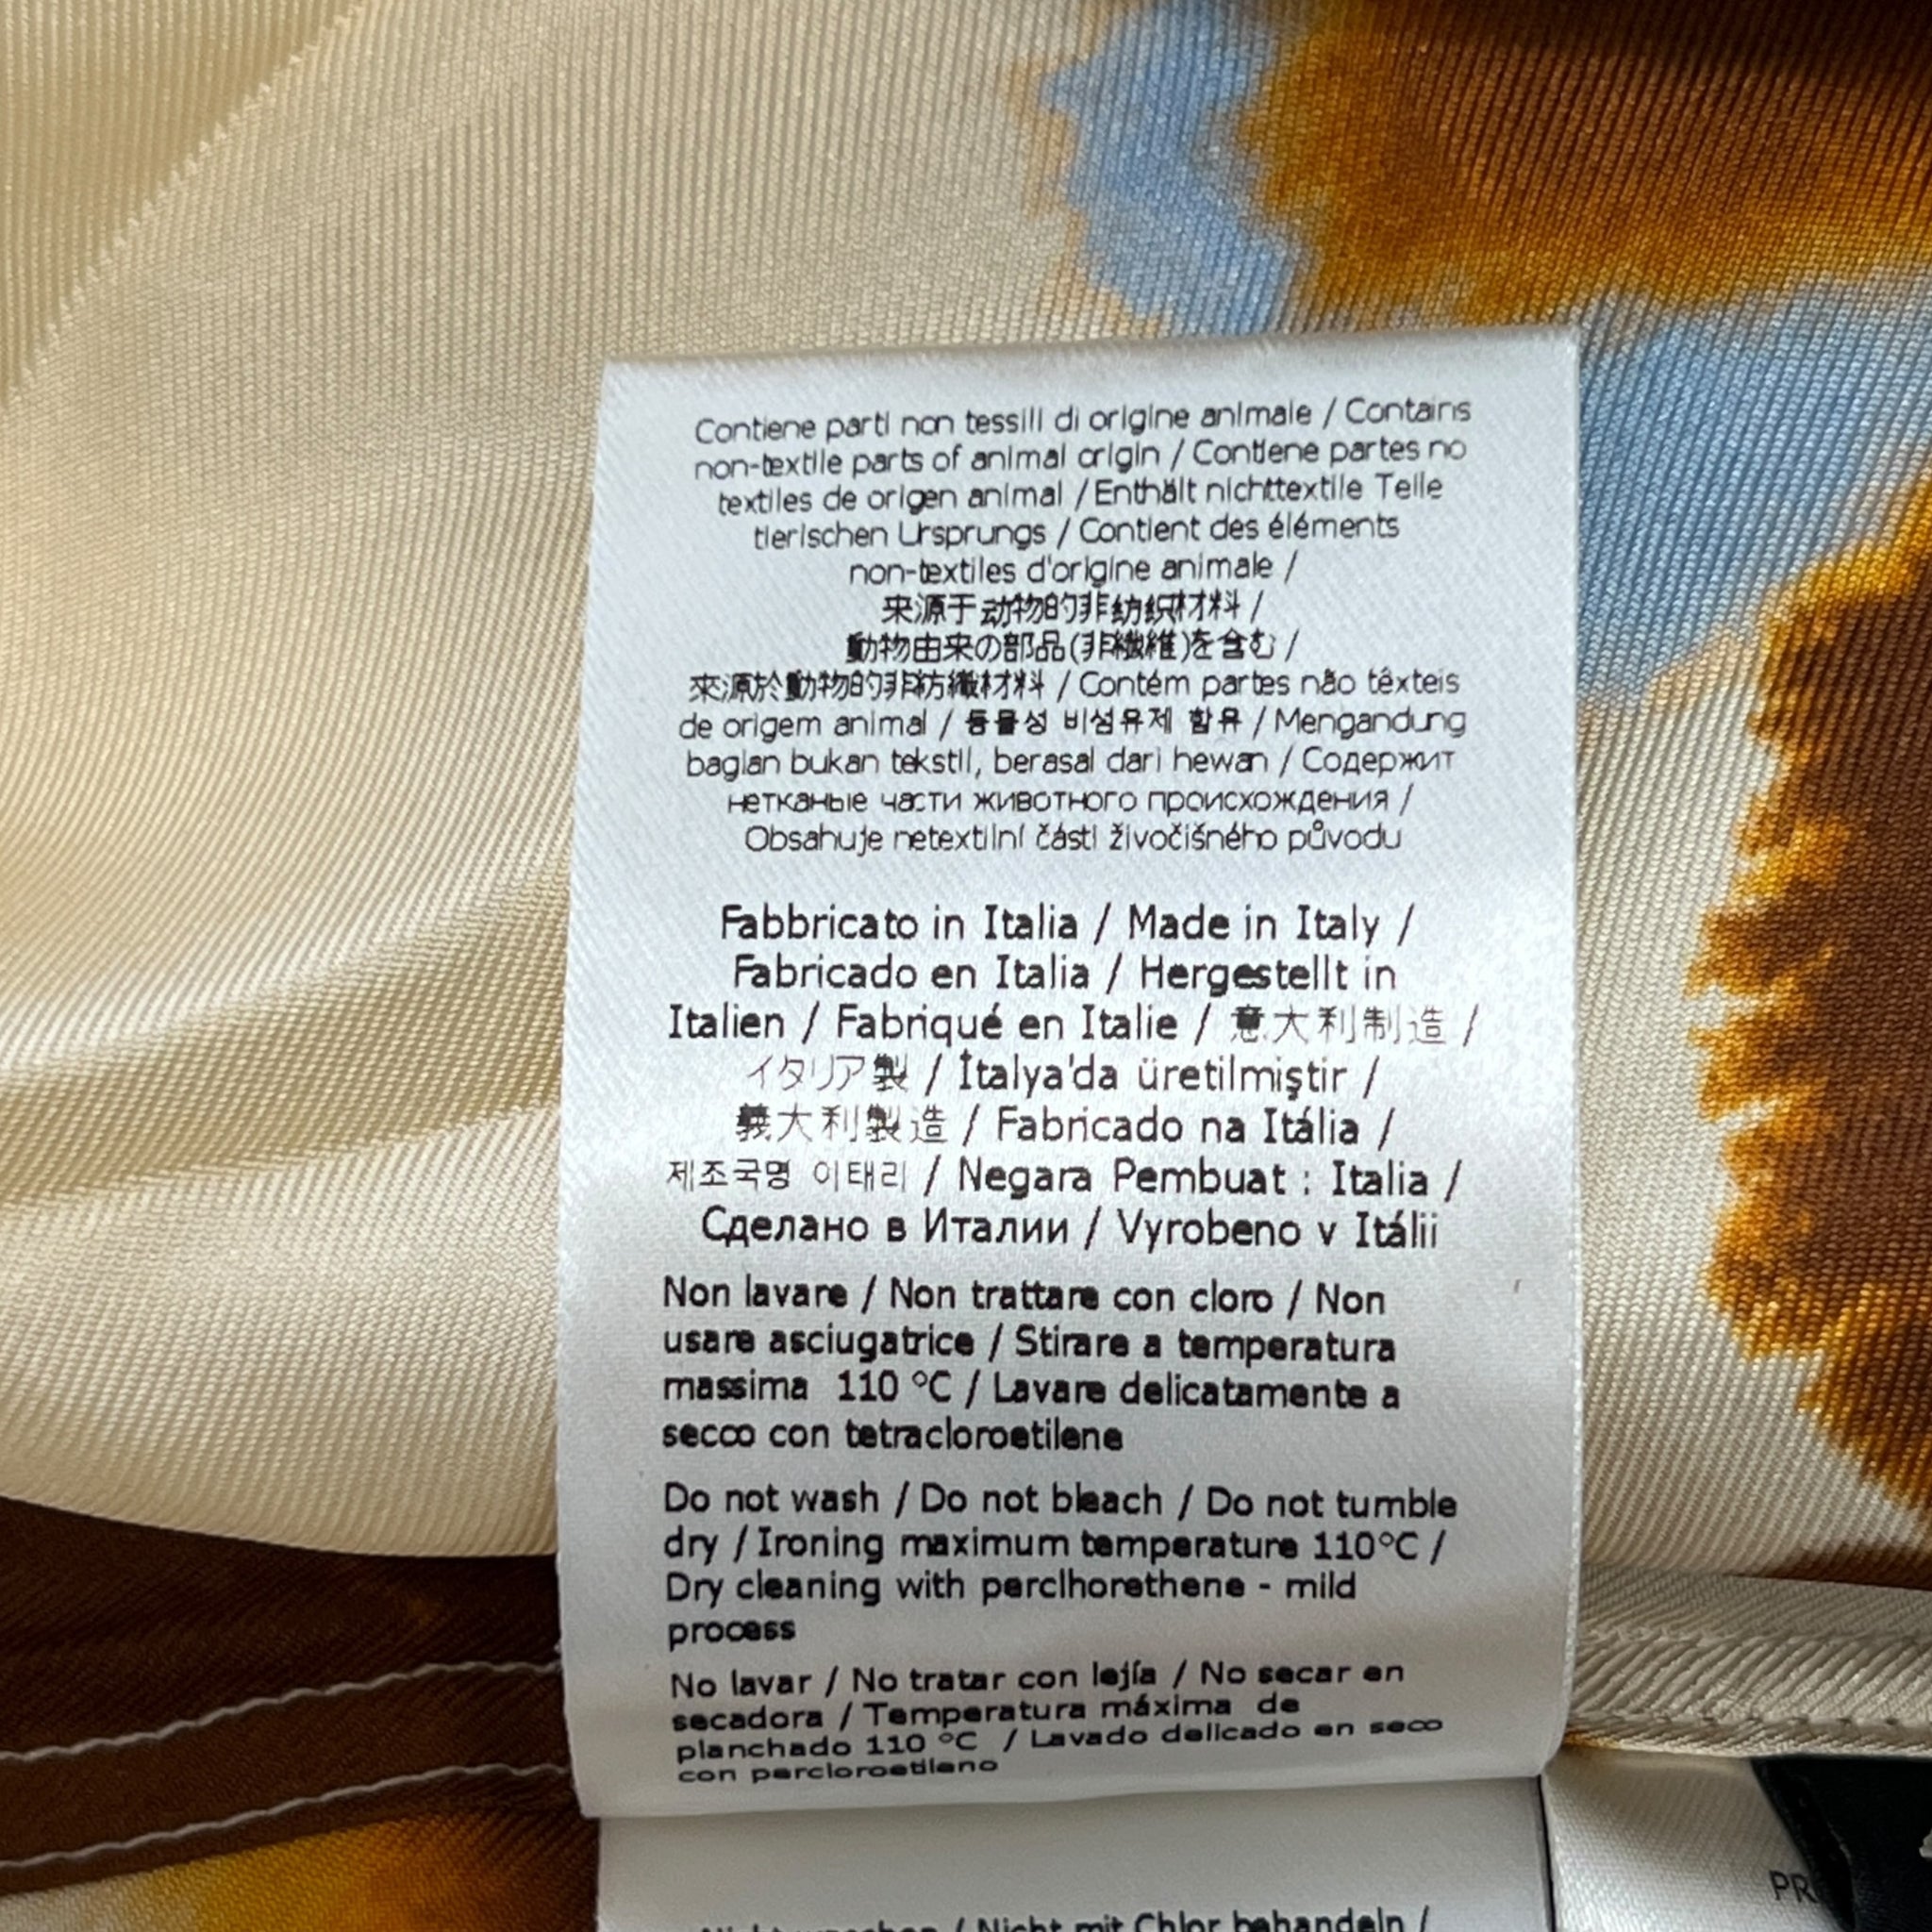 Contiene parti non tessili di origine animale / Contains
non-textile parts of animal origin / Contiene partes no
textiles de origen animal / Enthält nichttextile Teile
tierischen Ursprungs / Contient des éléments
non-textiles d'origine animale /
来源于动物的非纺织材料 /
動物由来の部品(非繊維)を含む /
來源於動物的非紡織材料 / Contém partes não têxteis
de origem animal / 동물성 비섬유제 함유 / Mengandung
bagian bukan tekstil, berasal dari hewan / Содержит
нетканые части животного происхождения /
Obsahuje netextilní části živočišného původu
Fabbricato in Italia / Made in Italy /
Fabricado en Italia / Hergestellt in
Italien / Fabriqué en Italie / 意大利制造 /
イタリア製 / İtalya'da üretilmiştir /
義大利製造 / Fabricado na Itália /
제조국명 이태리 / Negara Pembuat : Italia /
Сделано в Италии / Vyrobeno v Itálii
Non lavare / Non trattare con cloro / Non
usare asciugatrice / Stirare a temperatura
massima 110 °C / Lavare delicatamente a
secco con tetracloroetilene
Do not wash / Do not bleach / Do not tumble
dry / Ironing maximum temperature 110°C /
Dry cleaning with perclhorethene - mild
process
No lavar / No tratar con lejía / No secar en
secadora / Temperatura máxima de
planchado 110 °C / Lavado delicado en seco
con percloroetileno
Nicht waschen / Nicht mit Chlor behandeln /
PR